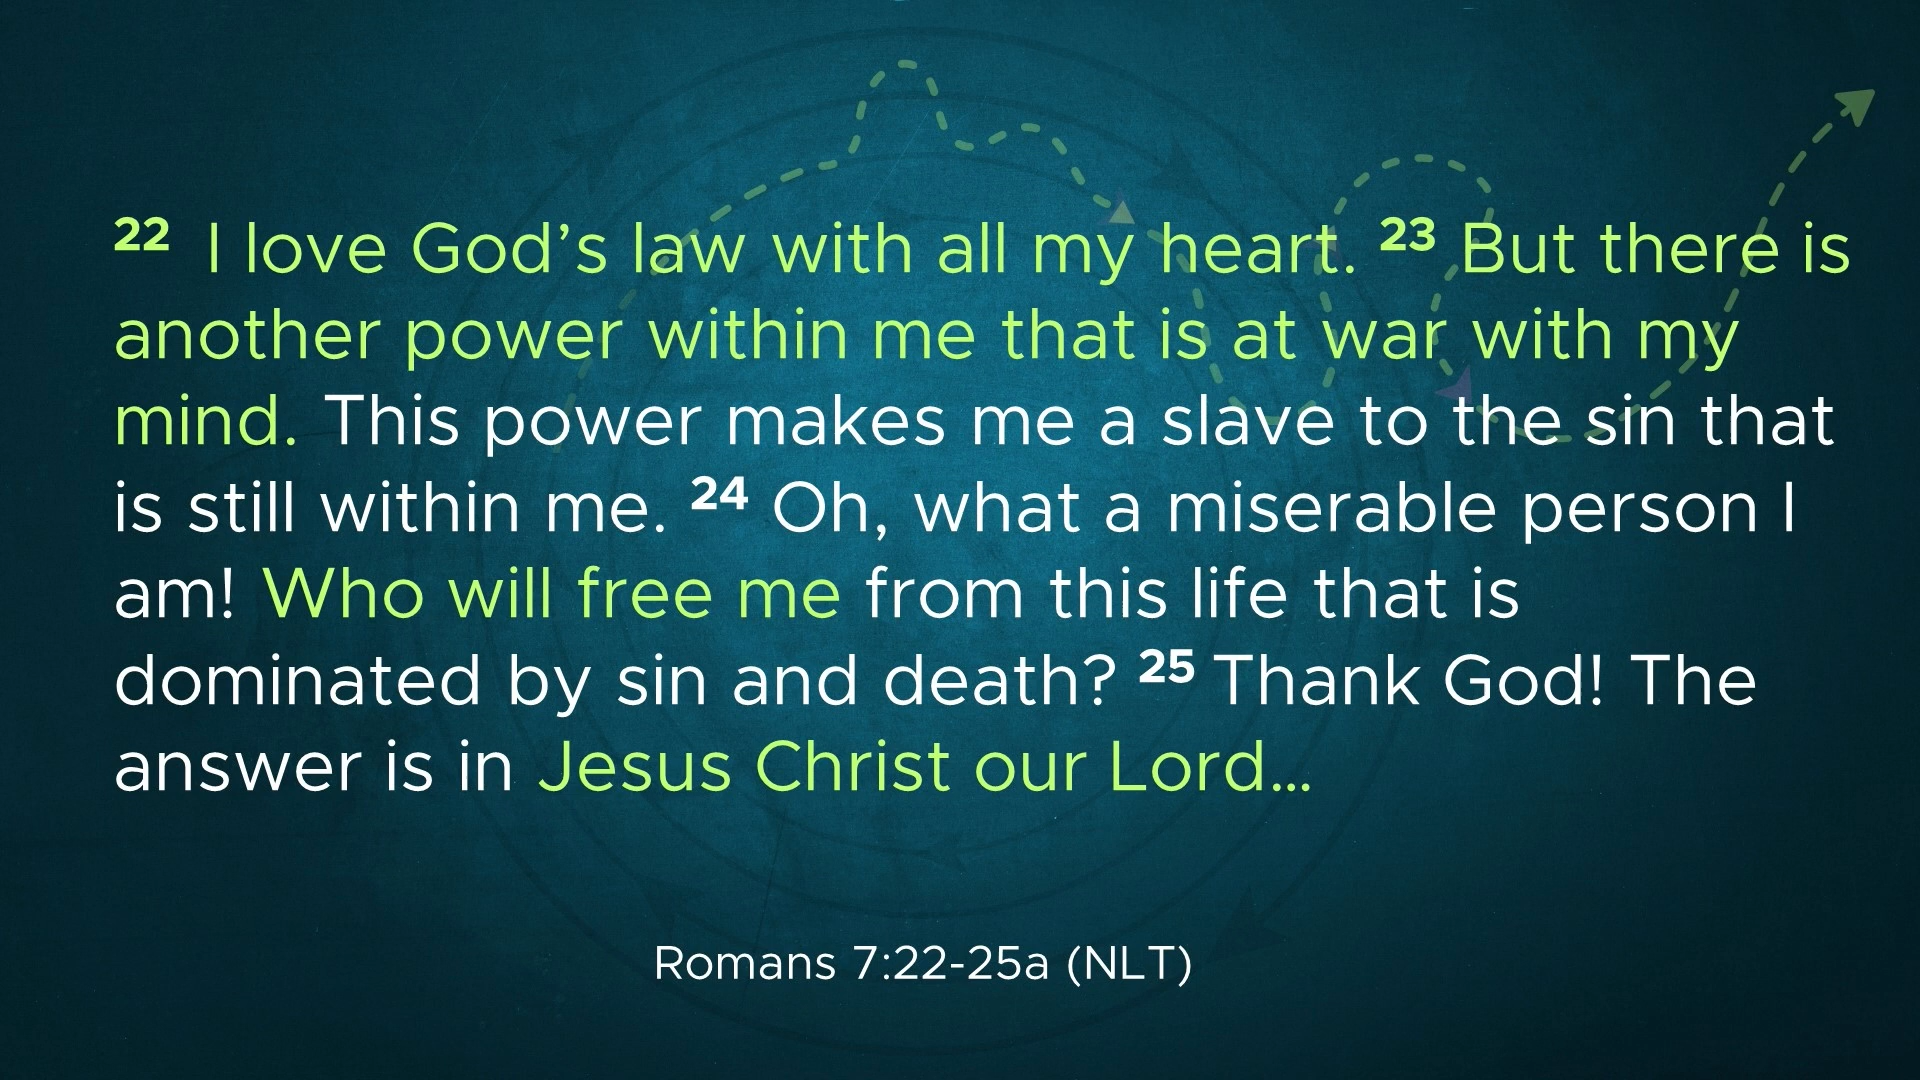 22 I love God’s law with all my heart. 23 But there is
another power within me that is at war with my
mind. This power makes me a slave to the sin that
is still within me. 24 Oh, what a miserable person I
am! Who will free me from this life that is
dominated by sin and death? 25 Thank God! The
answer is in Jesus Christ our Lord…
Romans 7:22-25a (NLT)